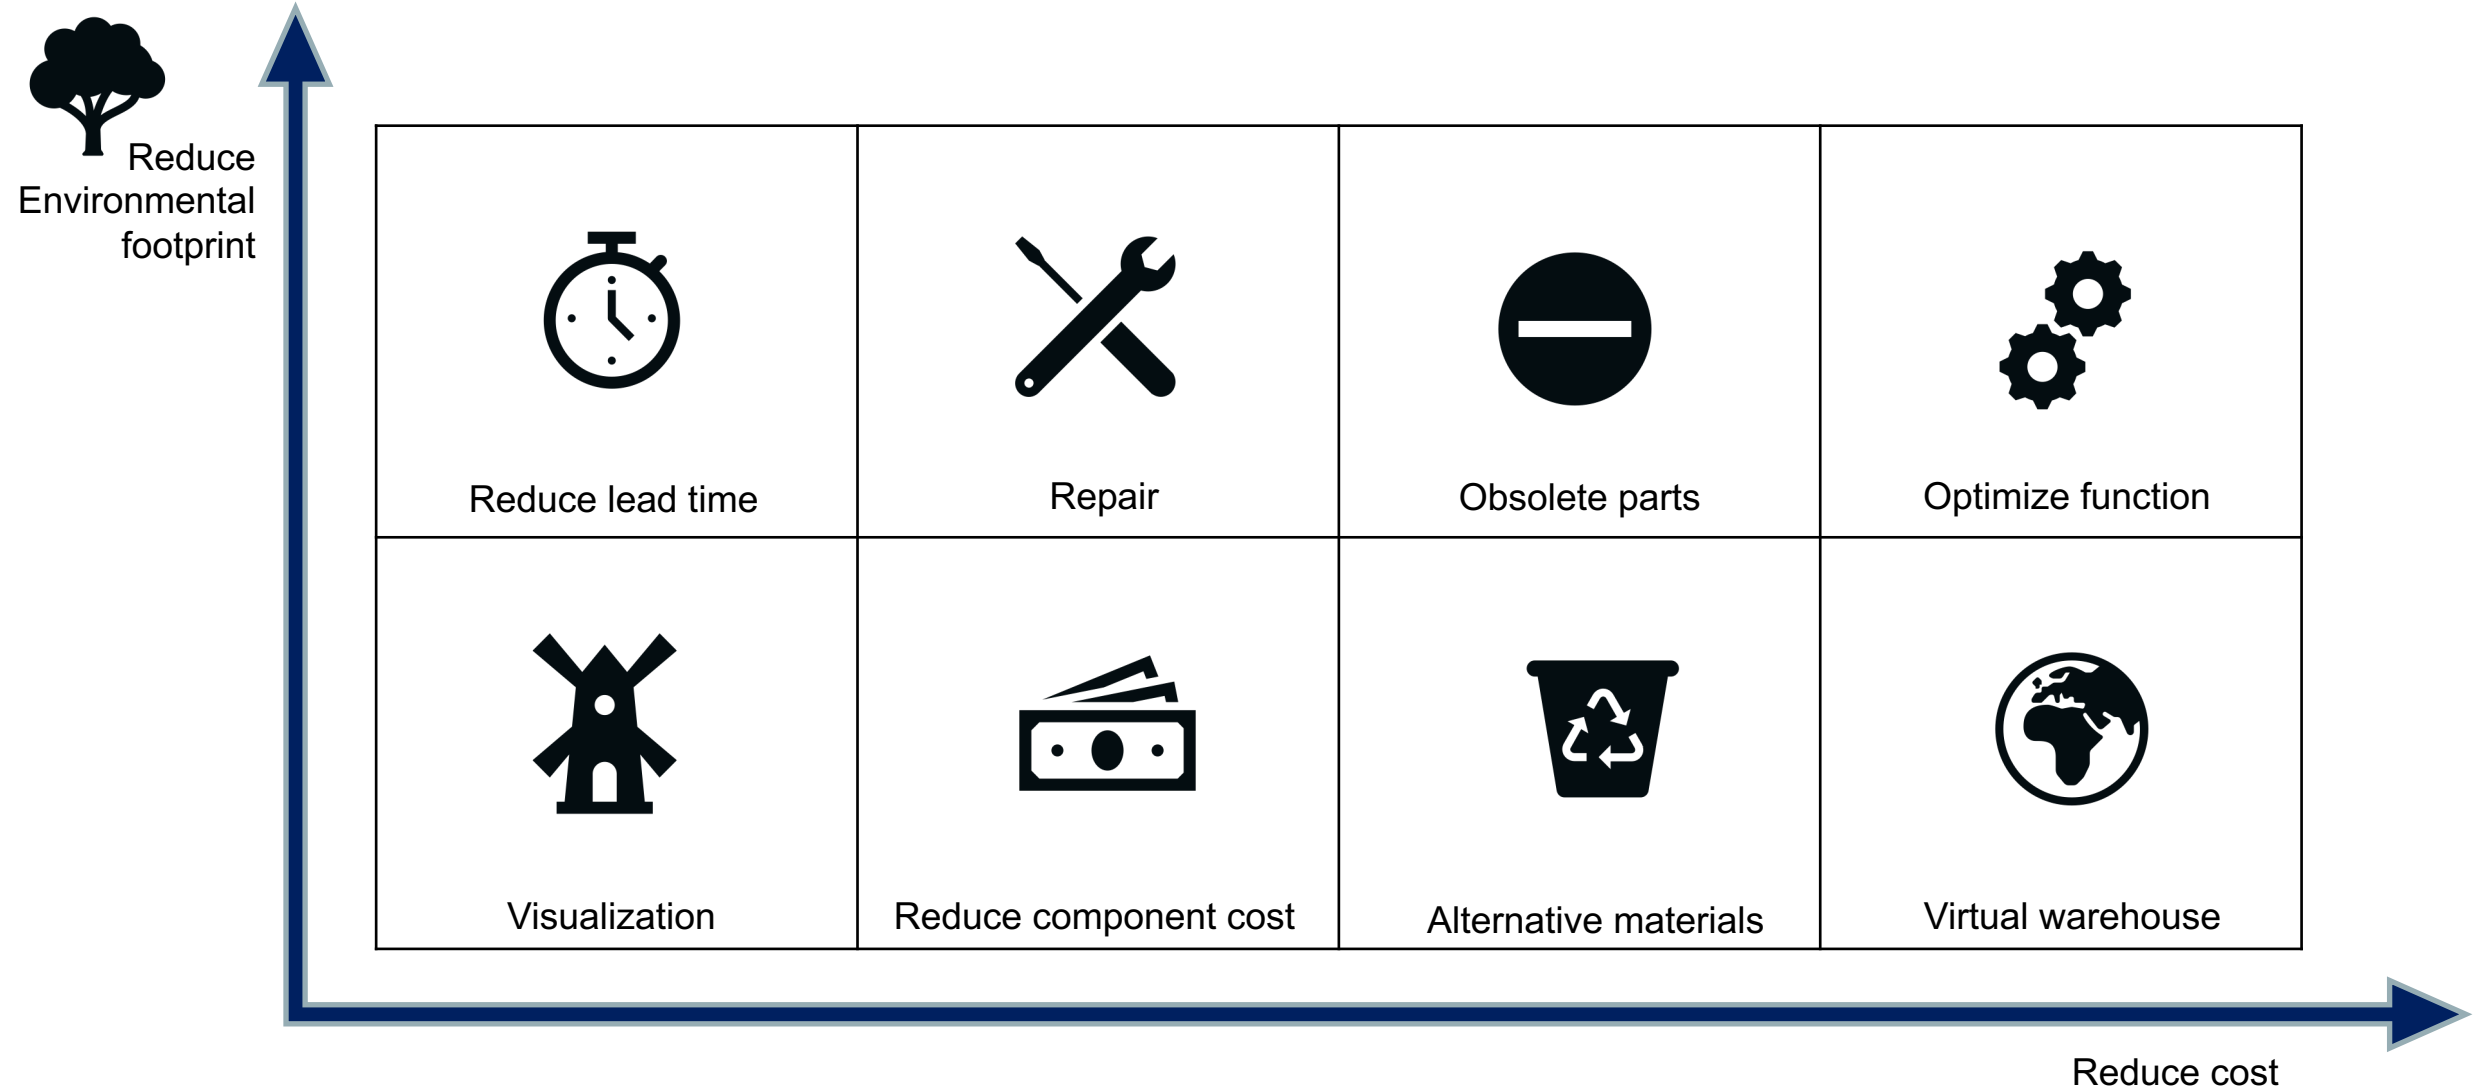 Reduce
Environmental
footprint
Reduce lead time
Repair
Obsolete parts
Optimize function
Visualization
Reduce component cost
Alternative materials
Virtual warehouse
Reduce cost